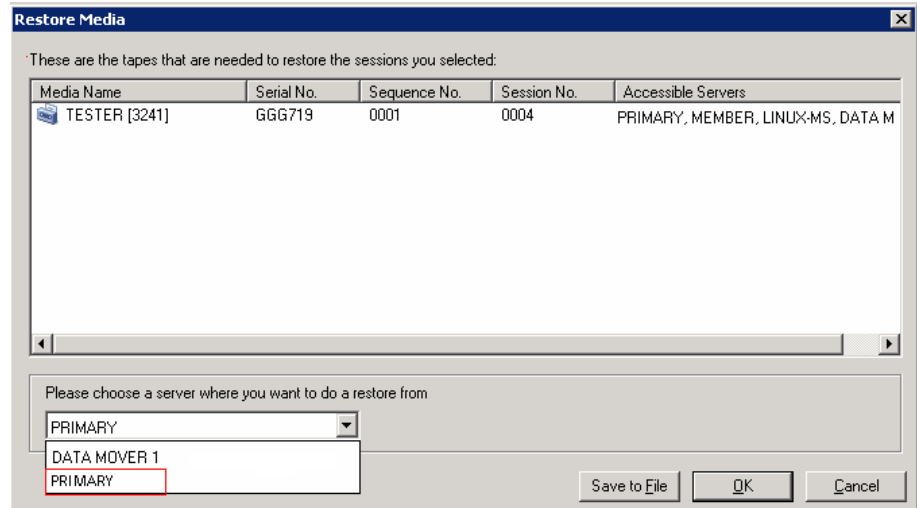 Restore Media
These are the tapes that are needed to restore the sessions you selected:
Media Name Serial No. Sequence No. Session No. Accessible Servers
TESTER [3241] GGG719 0001 0004 PRIMARY, MEMBER, LINUX-MS, DATA M
Please choose a server where you want to do a restore from
PRIMARY
DATA MOVER 1
PRIMARY
Save to File OK Cancel